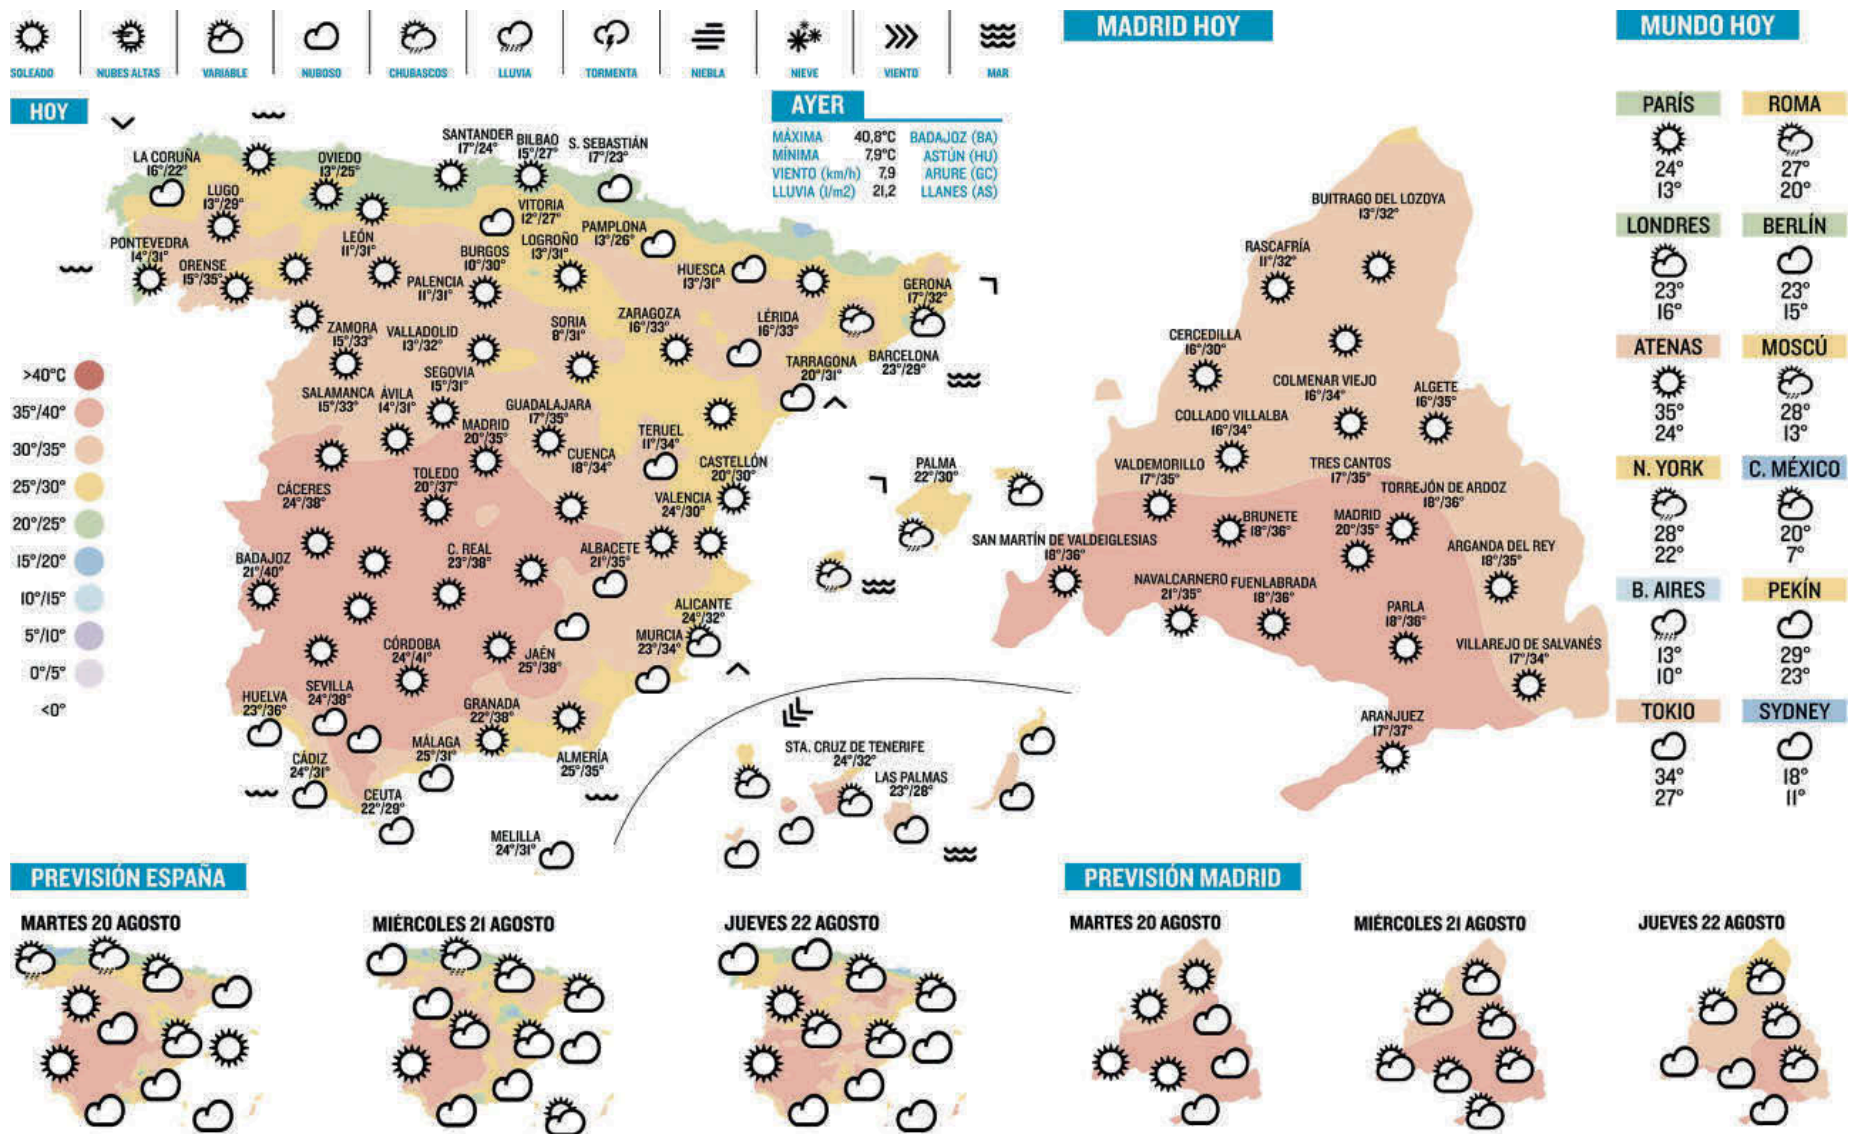 SOLEADO
NUBES ALTAS
VARIABLE
NUBOSO
CHUBASCOS
LLUVIA
TORMENTA
NIEBLA
NIEVE
VIENTO
MAR
HOY
AYER
MÁXIMA 40,8°C BADAJOZ (BA)
MÍNIMA 7,9°C ASTÚN (HU)
VIENTO (km/h) 7,9 ARURE (GC)
LLUVIA (l/m2) 21,2 LLANES (AS)
LA CORUÑA
16°/22°
LUGO
13°/29°
OVIEDO
13°/25°
SANTANDER
17°/24°
BILBAO
15°/27°
S. SEBASTIÁN
17°/23°
PONTEVEDRA
14°/31°
ORENSE
15°/35°
LEÓN
11°/31°
VITORIA
12°/27°
BURGOS
10°/30°
LOGROÑO
13°/31°
PAMPLONA
13°/26°
PALENCIA
11°/31°
HUESCA
13°/31°
GERONA
17°/32°
ZAMORA
15°/33°
VALLADOLID
13°/32°
SORIA
8°/31°
ZARAGOZA
16°/33°
LÉRIDA
16°/33°
TARRAGONA
20°/31°
BARCELONA
23°/29°
SEGOVIA
15°/31°
SALAMANCA
15°/33°
ÁVILA
14°/31°
GUADALAJARA
17°/35°
MADRID
20°/35°
TERUEL
11°/34°
CUENCA
18°/34°
CASTELLÓN
20°/30°
TOLEDO
20°/37°
CÁCERES
24°/38°
VALENCIA
24°/30°
PALMA
22°/30°
BADAJOZ
21°/40°
C. REAL
23°/38°
ALBACETE
21°/35°
ALICANTE
24°/32°
MURCIA
23°/34°
CÓRDOBA
24°/41°
JAÉN
25°/38°
HUELVA
23°/36°
SEVILLA
24°/38°
GRANADA
22°/38°
MÁLAGA
25°/31°
ALMERÍA
25°/35°
CÁDIZ
24°/31°
CEUTA
22°/29°
MELILLA
24°/31°
STA. CRUZ DE TENERIFE
24°/32°
LAS PALMAS
23°/28°
>40°C
35°/40°
30°/35°
25°/30°
20°/25°
15°/20°
10°/15°
5°/10°
0°/5°
<0°
MADRID HOY
BUITRAGO DEL LOZOYA
13°/32°
RASCAFRÍA
11°/32°
CERCEDILLA
16°/30°
COLMENAR VIEJO
16°/34°
ALGETE
16°/35°
COLLADO VILLALBA
16°/34°
VALDEMORILLO
17°/35°
TRES CANTOS
17°/35°
TORREJÓN DE ARDOZ
18°/36°
BRUNETE
18°/36°
MADRID
20°/35°
SAN MARTÍN DE VALDEIGLESIAS
18°/36°
ARGANDA DEL REY
18°/35°
NAVALCARNERO
21°/35°
FUENLABRADA
18°/36°
PARLA
18°/36°
VILLAREJO DE SALVANÉS
17°/34°
ARANJUEZ
17°/37°
MUNDO HOY
PARÍS
24°
13°
ROMA
27°
20°
LONDRES
23°
16°
BERLÍN
23°
15°
ATENAS
35°
24°
MOSCÚ
28°
13°
N. YORK
28°
22°
C. MÉXICO
20°
7°
B. AIRES
13°
10°
PEKÍN
29°
23°
TOKIO
34°
27°
SYDNEY
18°
11°
PREVISIÓN ESPAÑA
MARTES 20 AGOSTO
MIÉRCOLES 21 AGOSTO
JUEVES 22 AGOSTO
PREVISIÓN MADRID
MARTES 20 AGOSTO
MIÉRCOLES 21 AGOSTO
JUEVES 22 AGOSTO